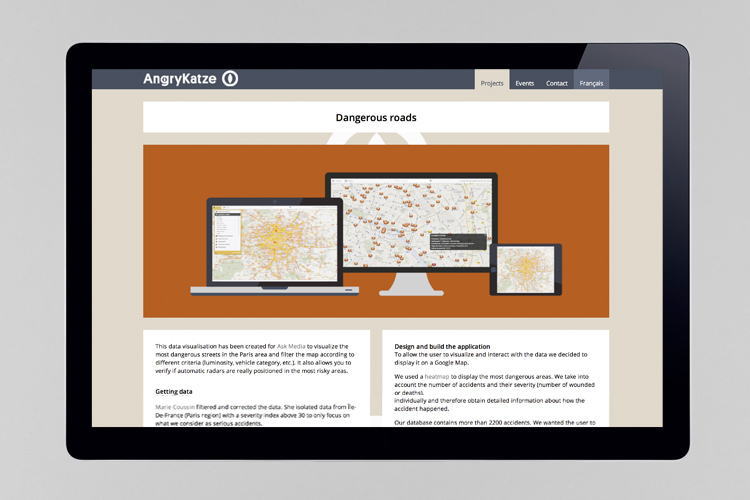 AngryKatze
Projects
Events
Contact
Français
Dangerous roads
This data visualisation has been created for Ask Media to visualize the
most dangerous streets in the Paris area and filter the map according to
different criteria (luminosity, vehicle category, etc.). It also allows you to
verify if automatic radars are really positioned in the most risky areas.
Getting data
Marie Coussin filtered and corrected the data. She isolated data from Île-
De-France (Paris region) with a severity index above 30 to only focus on
what we consider as serious accidents.
Design and build the application
To allow the user to visualize and interact with the data we decided to
display it on a Google Map.
We used a heatmap to display the most dangerous areas. We take into
account the number of accidents and their severity (number of wounded
or deaths).
individually and therefore obtain detailed information about how the
accident happened.
Our database contains more than 2200 accidents. We wanted the user to